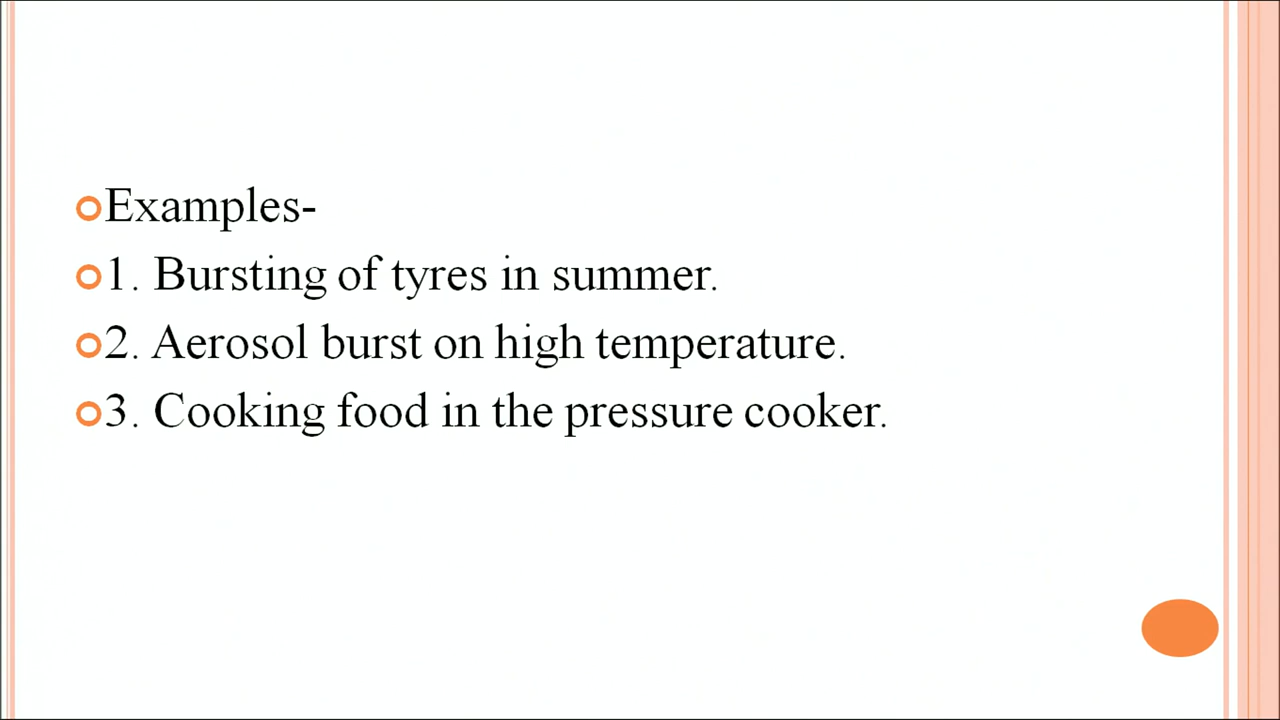 Examples-
1. Bursting of tyres in summer.
2. Aerosol burst on high temperature.
3. Cooking food in the pressure cooker.